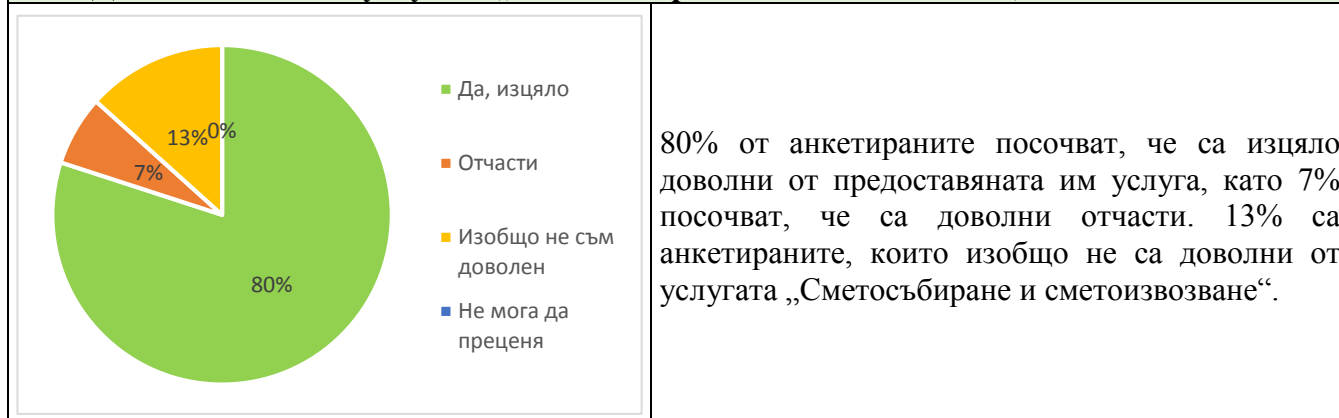 Да, изцяло
Отчасти
Изобщо не съм
доволен
Не мога да
преценя
80%
7%
13%
0%
80% от анкетираните посочват, че са изцяло
доволни от предоставяната им услуга, като 7%
посочват, че са доволни отчасти. 13% са
анкетираните, които изобщо не са доволни от
услугата „Сметосъбиране и сметоизвозване“.